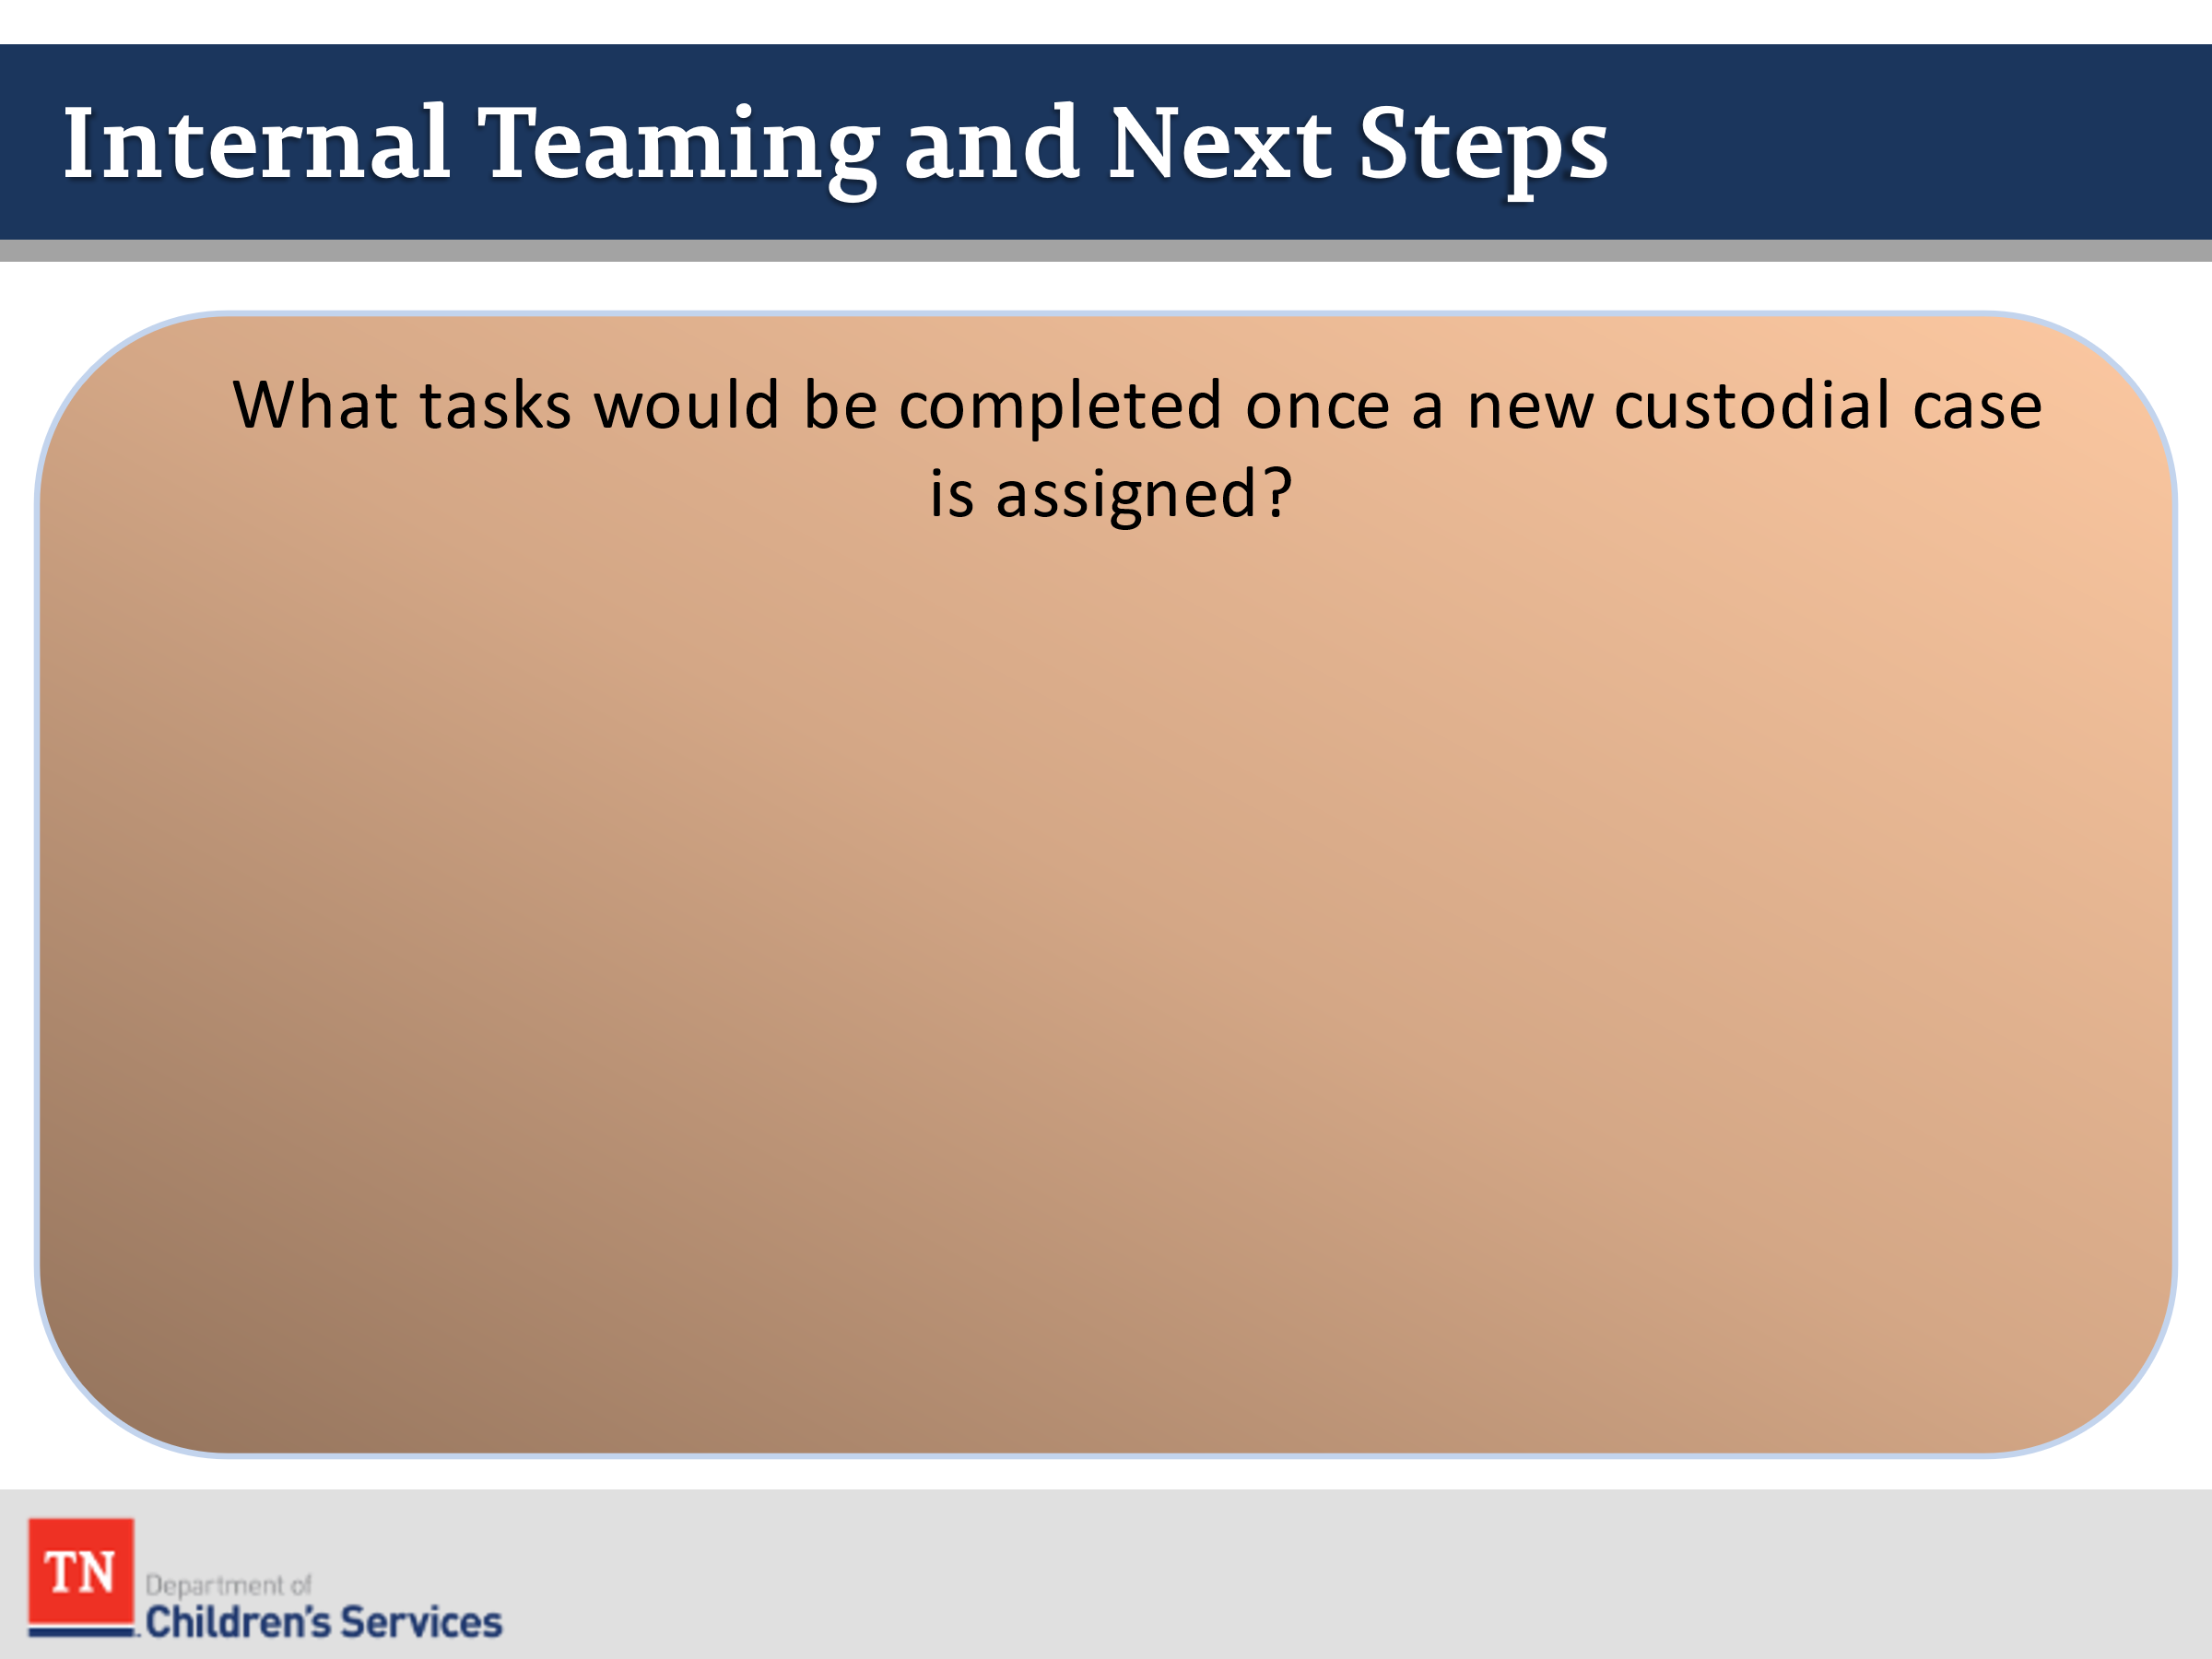 Internal Teaming and Next Steps
What tasks would be completed once a new custodial case
is assigned?
TN
Department of
Children's Services